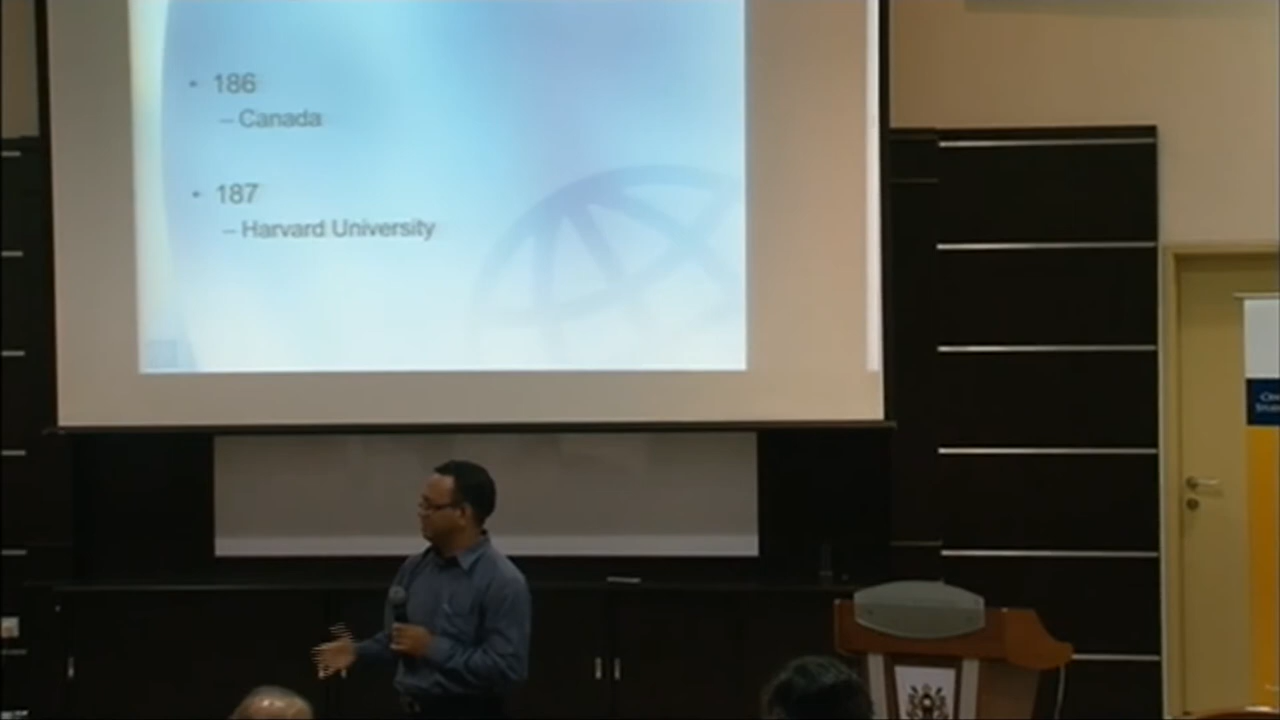 • 186
– Canada
• 187
– Harvard University